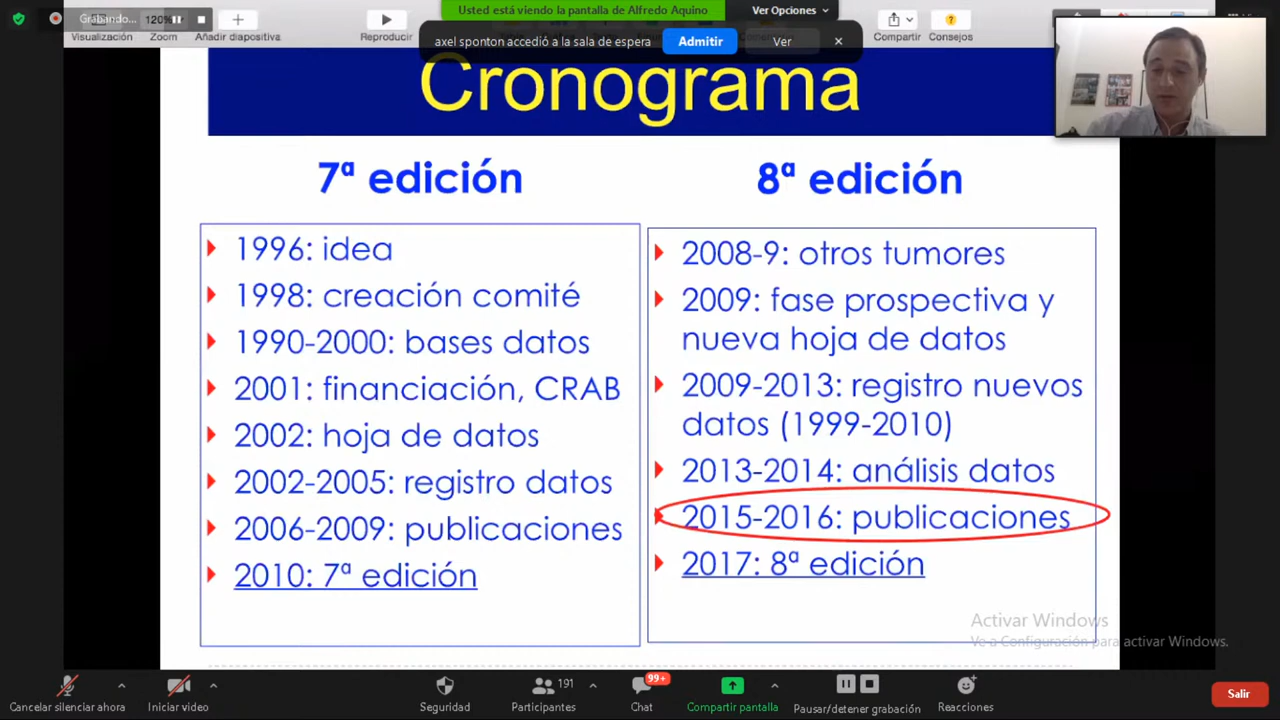 Grabando...
120%
Usted está viendo la pantalla de Alfredo Aquino
Ver Opciones
Visualización
Zoom
Añadir diapositiva
Reproducir
axel sponton accedió a la sala de espera
Admitir
Ver
Compartir
Consejos
Cronograma
7ª edición
1996: idea
1998: creación comité
1990-2000: bases datos
2001: financiación, CRAB
2002: hoja de datos
2002-2005: registro datos
2006-2009: publicaciones
2010: 7ª edición
8ª edición
2008-9: otros tumores
2009: fase prospectiva y
nueva hoja de datos
2009-2013: registro nuevos
datos (1999-2010)
2013-2014: análisis datos
2015-2016: publicaciones
2017: 8ª edición
Activar Windows
Ve a Configuración para activar Windows.
Cancelar silenciar ahora
Iniciar video
Seguridad
191
Participantes
99+
Chat
Compartir pantalla
Pausar/detener grabación
Reacciones
Salir